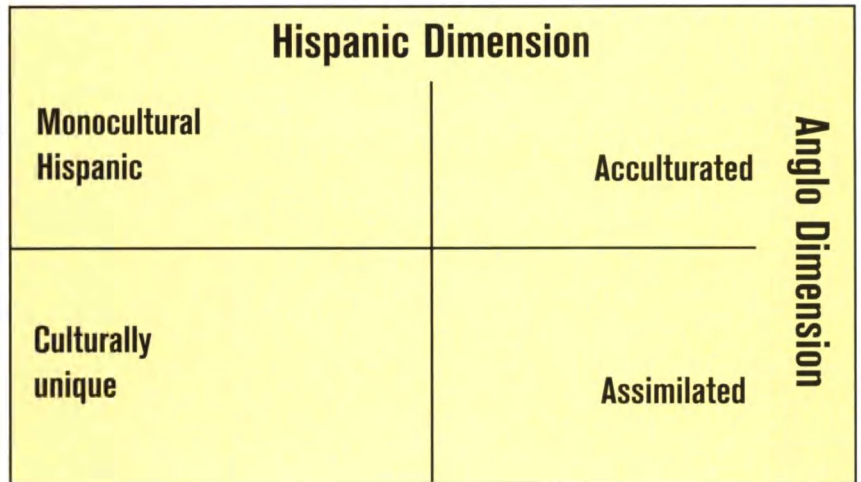 Hispanic Dimension
Monocultural
Hispanic
Acculturated
Anglo Dimension
Culturally
unique
Assimilated